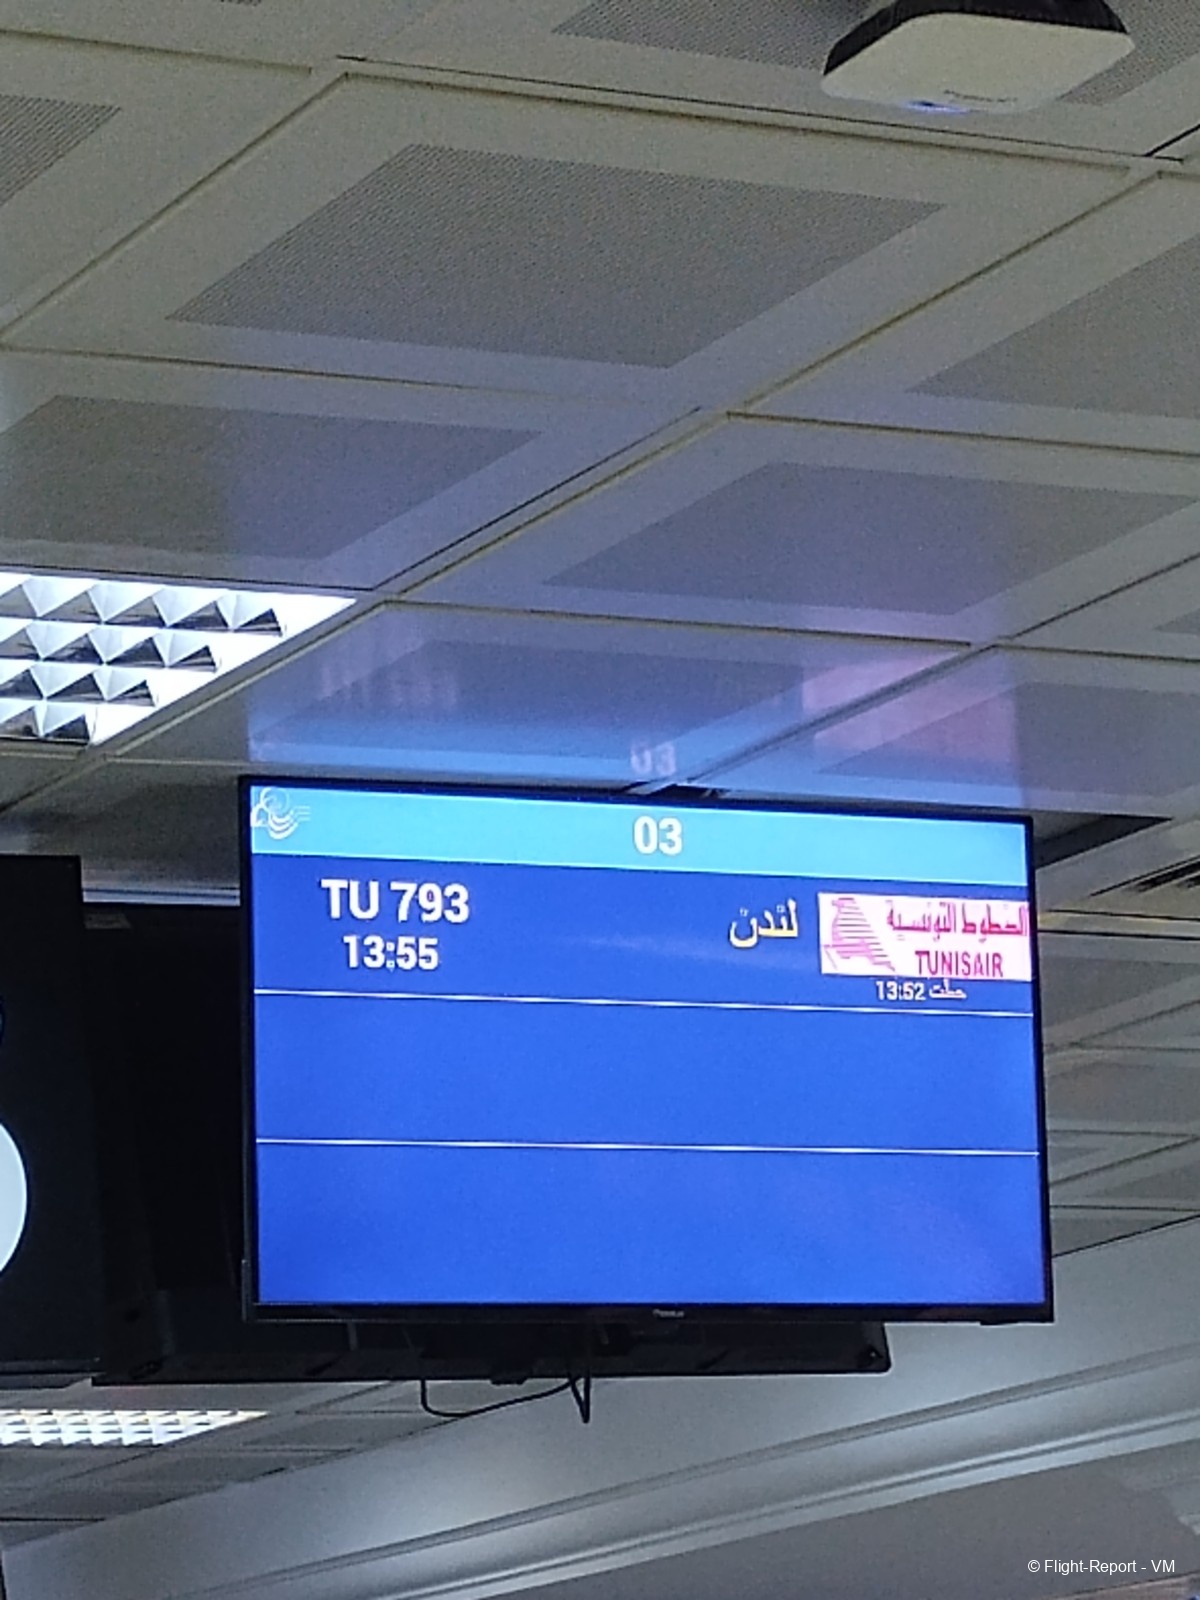 03
TU 793
13:55
لندن
الخطوط التونسية
TUNISAIR
حطت 13:52
© Flight-Report - VM